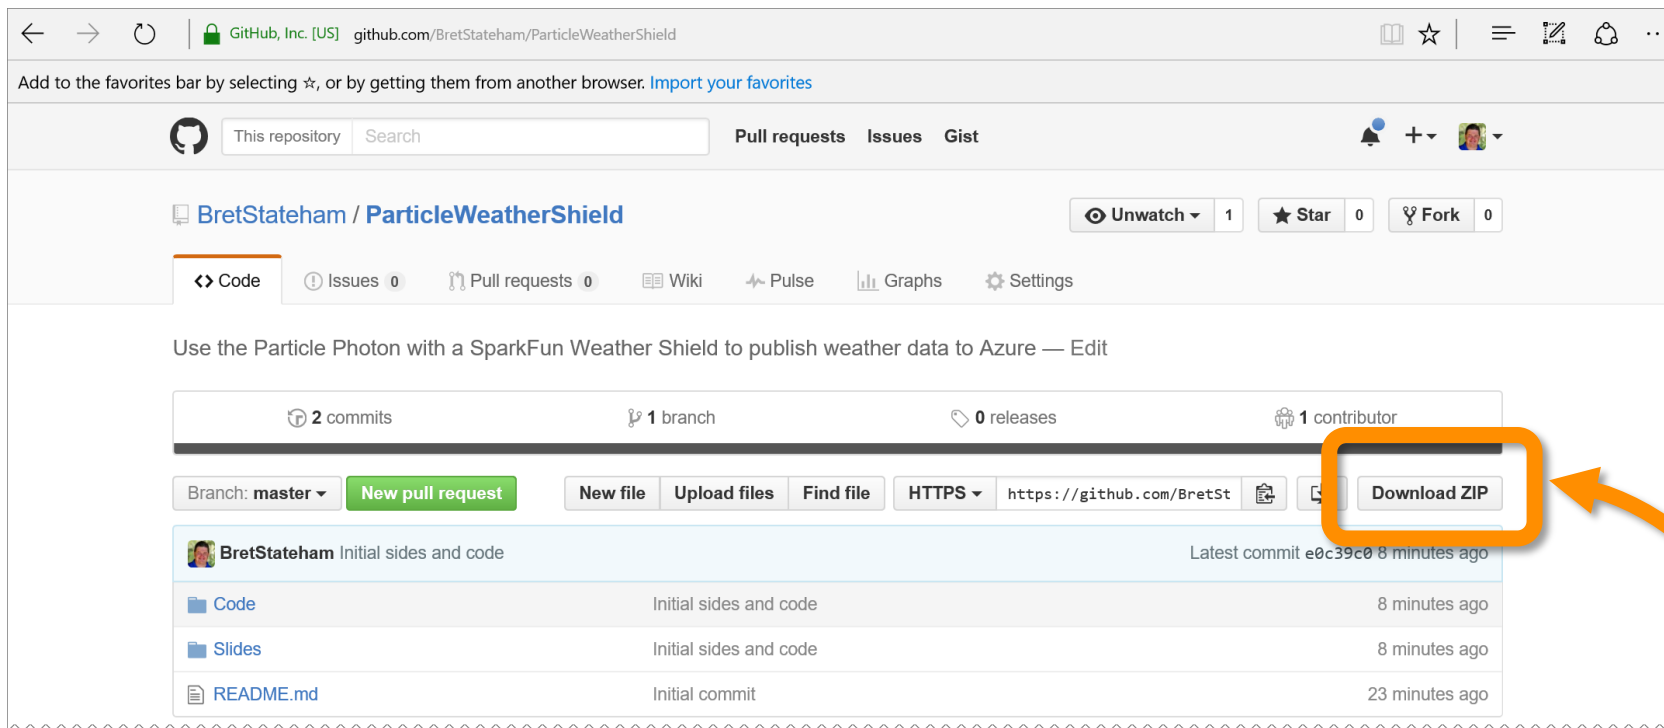 GitHub, Inc. [US] github.com/BretStateham/ParticleWeatherShield
Add to the favorites bar by selecting ☆, or by getting them from another browser. Import your favorites
This repository Search Pull requests Issues Gist
BretStateham / ParticleWeatherShield Unwatch 1 Star 0 Fork 0
Code Issues 0 Pull requests 0 Wiki Pulse Graphs Settings
Use the Particle Photon with a SparkFun Weather Shield to publish weather data to Azure — Edit
2 commits 1 branch 0 releases 1 contributor
Branch: master New pull request New file Upload files Find file HTTPS https://github.com/BretSt Download ZIP
BretStateham Initial sides and code Latest commit e0c39c0 8 minutes ago
Code Initial sides and code 8 minutes ago
Slides Initial sides and code 8 minutes ago
README.md Initial commit 23 minutes ago